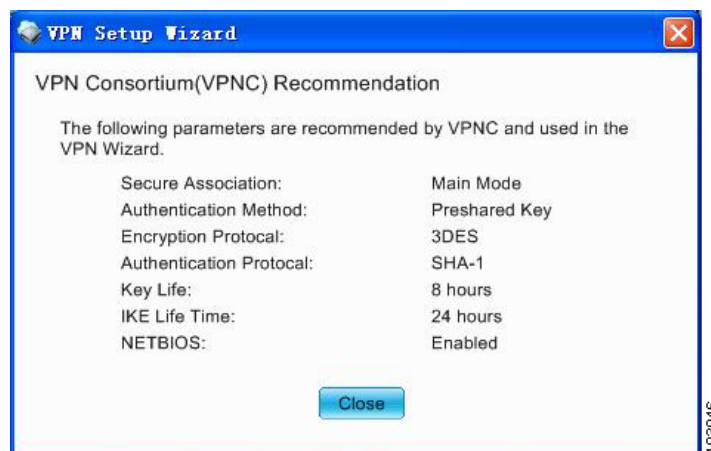 VPN Setup Wizard
VPN Consortium(VPNC) Recommendation
The following parameters are recommended by VPNC and used in the
VPN Wizard.
Secure Association: Main Mode
Authentication Method: Preshared Key
Encryption Protocal: 3DES
Authentication Protocal: SHA-1
Key Life: 8 hours
IKE Life Time: 24 hours
NETBIOS: Enabled
Close